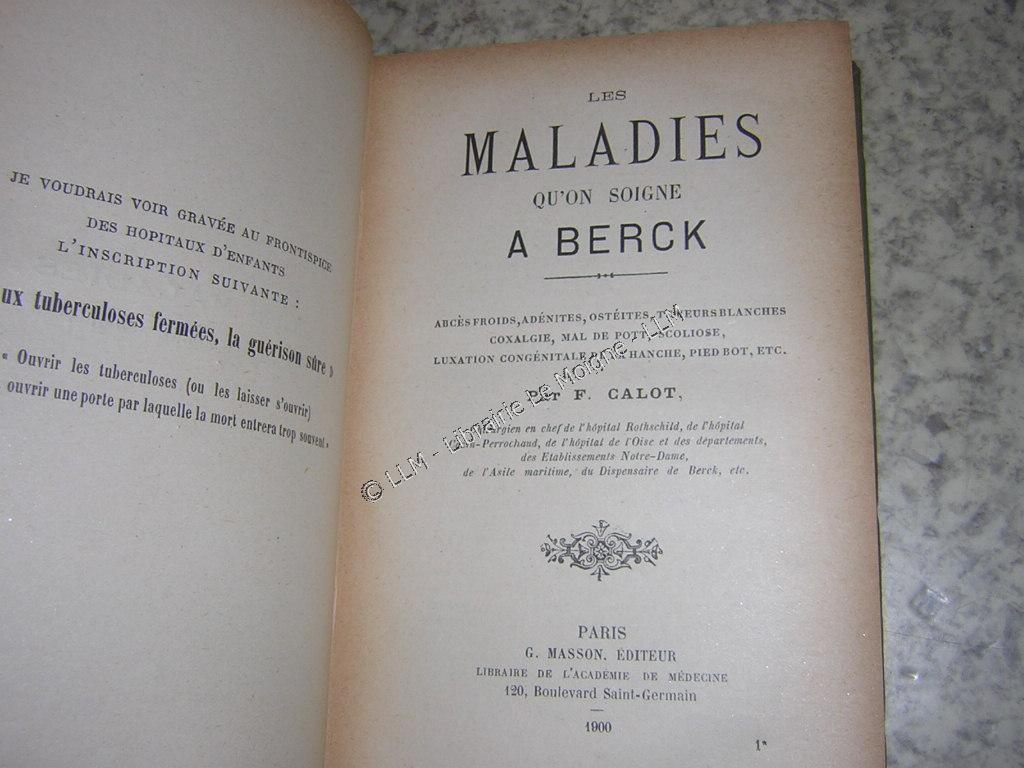 JE VOUDRAIS VOIR GRAVÉE AU FRONTISPICE
DES HOPITAUX D'ENFANTS
L'INSCRIPTION SUIVANTE :
ux tuberculoses fermées, la guérison sûre »
« Ouvrir les tuberculoses (ou les laisser s'ouvrir)
ouvrir une porte par laquelle la mort entrera trop souvent »
LES
MALADIES
QU'ON SOIGNE
A BERCK
ABCÈS FROIDS, ADÉNITES, OSTÉITES, TUMEURS BLANCHES
COXALGIE, MAL DE POTT, SCOLIOSE,
LUXATION CONGÉNITALE DE LA HANCHE, PIED BOT, ETC.
Par F. CALOT,
en chef de l'hôpital Rothschild, de l'hôpital
-Perrochaud, de l'hôpital de l'Oise et des départements,
des Etablissements Notre-Dame,
de l'Asile maritime, du Dispensaire de Berck, etc.
PARIS
G. MASSON, ÉDITEUR
LIBRAIRE DE L'ACADÉMIE DE MÉDECINE
120, Boulevard Saint-Germain
1900
1*
© LLM - Librairie Le Moigne - LLM